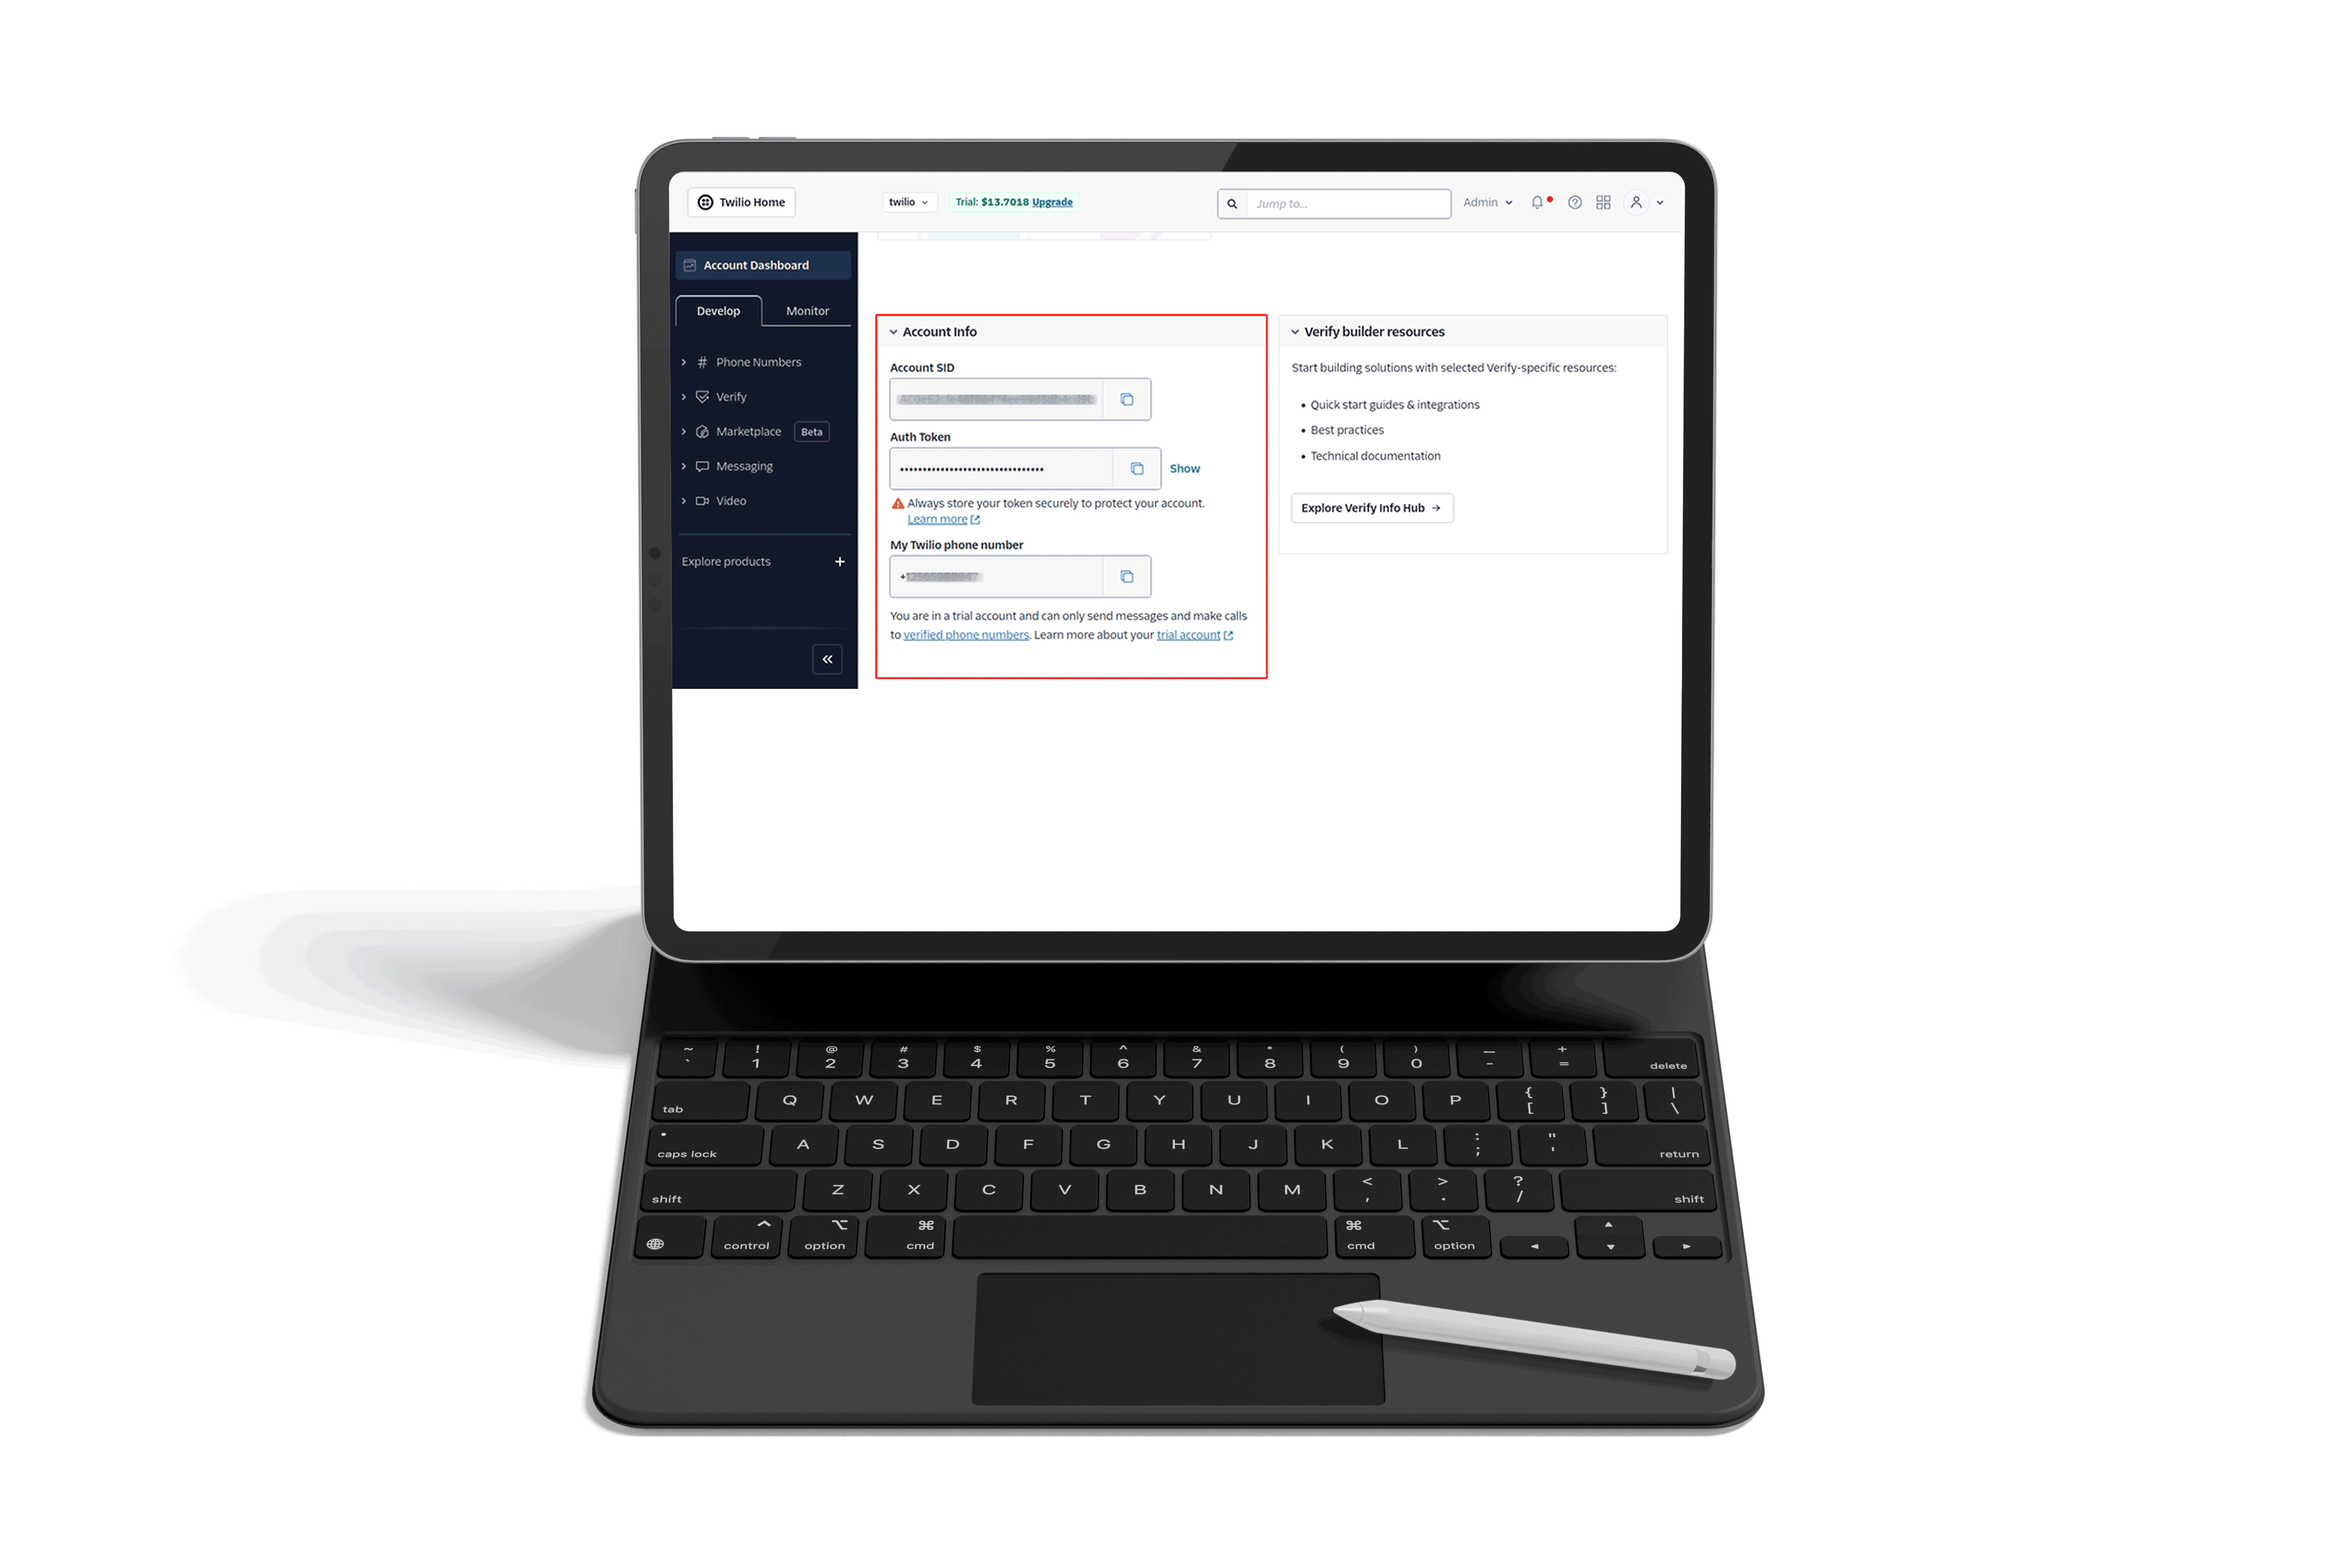 Twilio Home
twilio
Trial: $13.7018 Upgrade
Jump to...
Admin
Account Dashboard
Develop
Monitor
Phone Numbers
Verify
Marketplace
Beta
Messaging
Video
Explore products
+
Account Info
Account SID
Auth Token
••••••••••••••••••••••••••••••••
Show
Always store your token securely to protect your account.
Learn more
My Twilio phone number
+
You are in a trial account and can only send messages and make calls
to verified phone numbers. Learn more about your trial account
Verify builder resources
Start building solutions with selected Verify-specific resources:
• Quick start guides & integrations
• Best practices
• Technical documentation
Explore Verify Info Hub →
~ ! @ # $ % ^ & * ( ) — +
` 1 2 3 4 5 6 7 8 9 0 - = delete
tab Q W E R T Y U I O P { [ } ] | \
caps lock A S D F G H J K L : ; " ' return
shift Z X C V B N M < , > . ? / shift
control option cmd cmd option